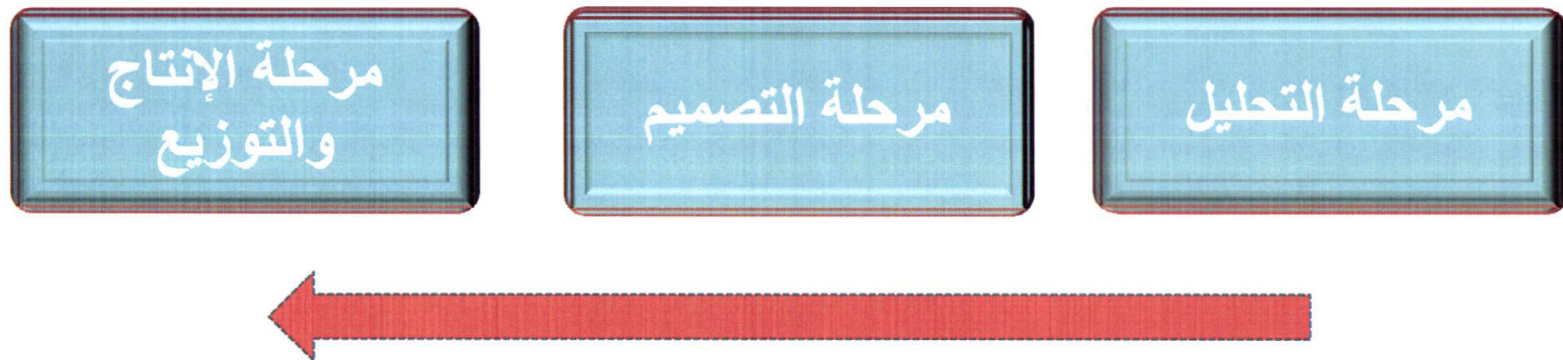 مرحلة التحليل
مرحلة التصميم
مرحلة الإنتاج
والتوزيع